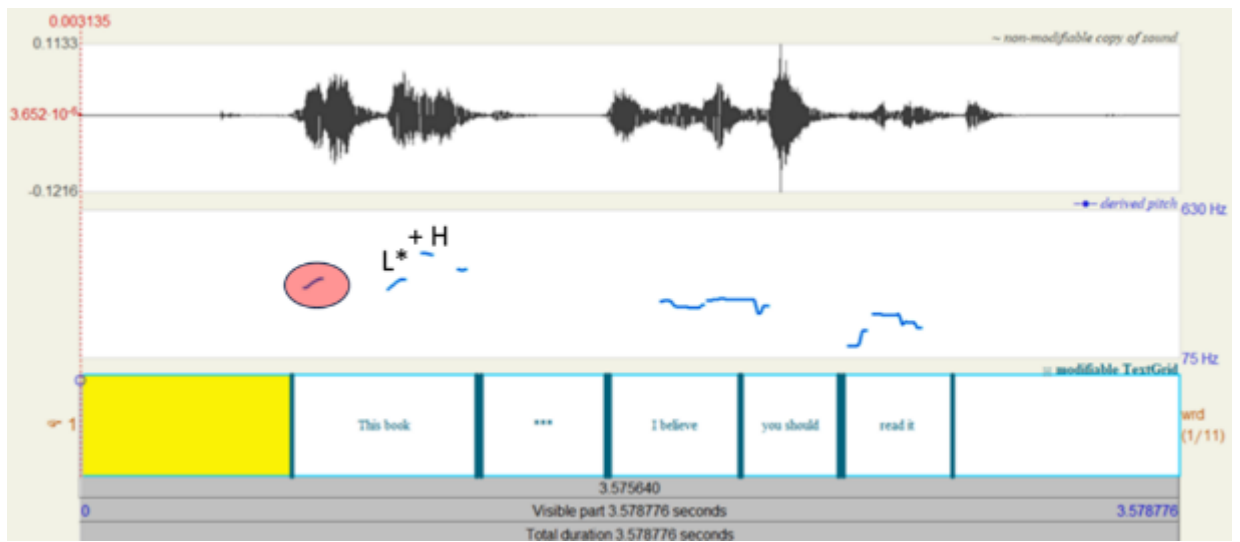 0.003135
0.1133
~ non-modifiable copy of sound
3.652·10⁻⁶
-0.1216
derived pitch
630 Hz
+ H
L*
75 Hz
modifiable TextGrid
1
This book
***
I believe
you should
read it
wrd
(1/11)
3.575640
0
Visible part 3.578776 seconds
3.578776
Total duration 3.578776 seconds